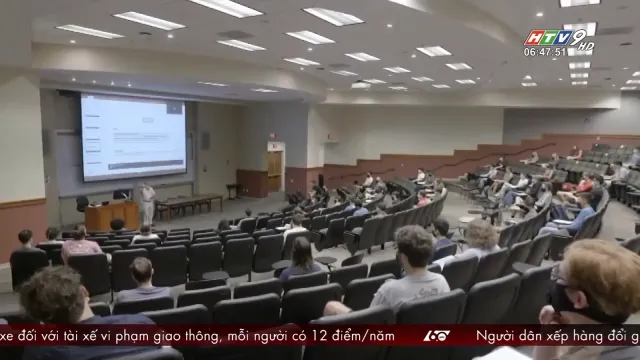 HTV9 HD
06:47:51
xe đối với tài xế vi phạm giao thông, mỗi người có 12 điểm/năm 60 Người dân xếp hàng đổi g